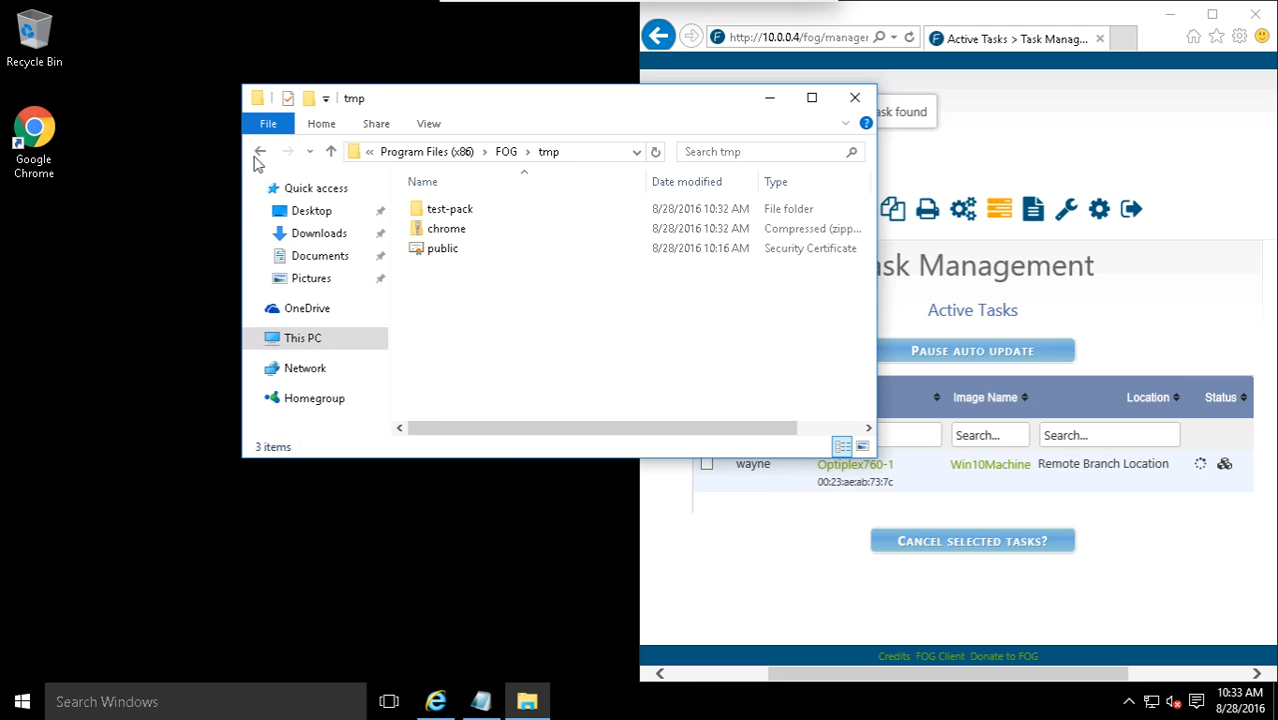 Recycle Bin
Google
Chrome
tmp
File
Home
Share
View
« Program Files (x86) › FOG › tmp
Search tmp
Name
Date modified
Type
test-pack
8/28/2016 10:32 AM
File folder
chrome
8/28/2016 10:32 AM
Compressed (zipp...
public
8/28/2016 10:16 AM
Security Certificate
Quick access
Desktop
Downloads
Documents
Pictures
OneDrive
This PC
Network
Homegroup
3 items
http://10.0.0.4/fog/manager
Active Tasks > Task Manag...
ask found
ask Management
Active Tasks
PAUSE AUTO UPDATE
Image Name
Location
Status
Search...
Search...
wayne
Optiplex760-1
00:23:ae:ab:73:7c
Win10Machine
Remote Branch Location
CANCEL SELECTED TASKS?
Credits FOG Client Donate to FOG
Search Windows
10:33 AM
8/28/2016